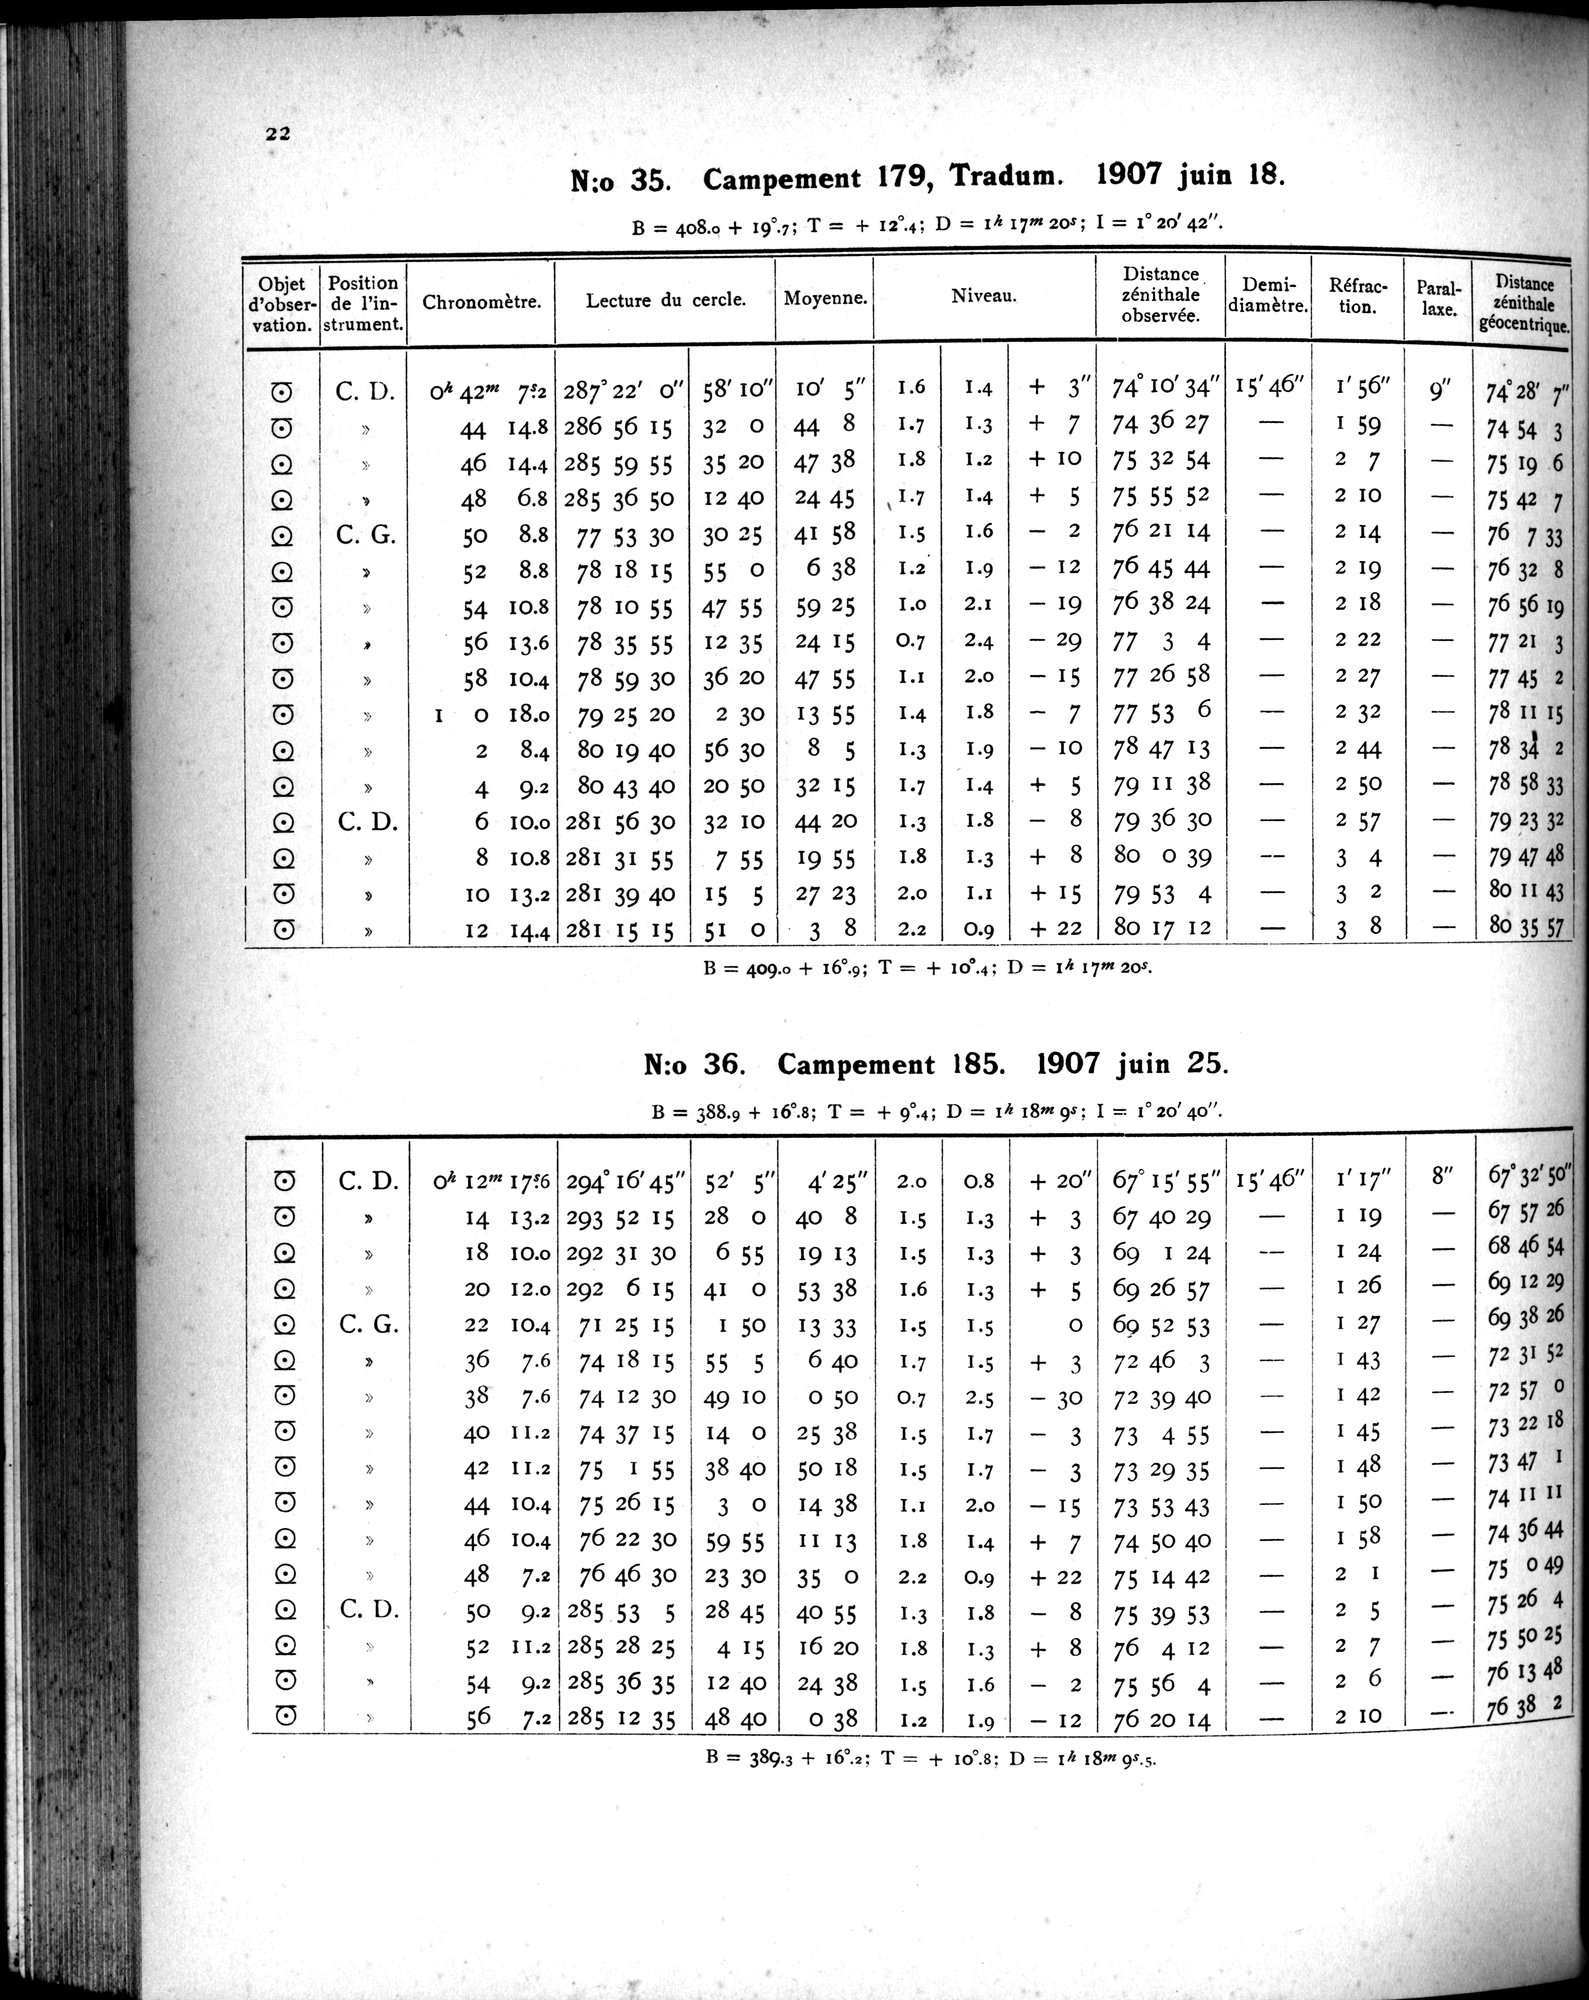 22
N:o 35. Campement 179, Tradum. 1907 juin 18.
B = 408.0 + 19°.7; T = + 12°.4; D = 1h 17m 20s; I = 1° 20′ 42″.
Objet d'obser-vation. Position de l'in-strument. Chronomètre. Lecture du cercle. Moyenne. Niveau. Distance zénithale observée. Demi-diamètre. Réfrac-tion. Paral-laxe. Distance zénithale géocentrique.
☉ C. D. 0h 42m 7s.2 287° 22′ 0″ 58′ 10″ 10′ 5″ 1.6 1.4 + 3″ 74° 10′ 34″ 15′ 46″ 1′ 56″ 9″ 74° 28′ 7″
☉ » 44 14.8 286 56 15 32 0 44 8 1.7 1.3 + 7 74 36 27 — 1 59 — 74 54 3
☉ » 46 14.4 285 59 55 35 20 47 38 1.8 1.2 + 10 75 32 54 — 2 7 — 75 19 6
☉ » 48 6.8 285 36 50 12 40 24 45 1.7 1.4 + 5 75 55 52 — 2 10 — 75 42 7
☉ C. G. 50 8.8 77 53 30 30 25 41 58 1.5 1.6 − 2 76 21 14 — 2 14 — 76 7 33
☉ » 52 8.8 78 18 15 55 0 6 38 1.2 1.9 − 12 76 45 44 — 2 19 — 76 32 8
☉ » 54 10.8 78 10 55 47 55 59 25 1.0 2.1 − 19 76 38 24 — 2 18 — 76 56 19
☉ » 56 13.6 78 35 55 12 35 24 15 0.7 2.4 − 29 77 3 4 — 2 22 — 77 21 3
☉ » 58 10.4 78 59 30 36 20 47 55 1.1 2.0 − 15 77 26 58 — 2 27 — 77 45 2
☉ » 1 0 18.0 79 25 20 2 30 13 55 1.4 1.8 − 7 77 53 6 — 2 32 — 78 11 15
☉ » 2 8.4 80 19 40 56 30 8 5 1.3 1.9 − 10 78 47 13 — 2 44 — 78 34 2
☉ » 4 9.2 80 43 40 20 50 32 15 1.7 1.4 + 5 79 11 38 — 2 50 — 78 58 33
☉ C. D. 6 10.0 281 56 30 32 10 44 20 1.3 1.8 − 8 79 36 30 — 2 57 — 79 23 32
☉ » 8 10.8 281 31 55 7 55 19 55 1.8 1.3 + 8 80 0 39 — 3 4 — 79 47 48
☉ » 10 13.2 281 39 40 15 5 27 23 2.0 1.1 + 15 79 53 4 — 3 2 — 80 11 43
☉ » 12 14.4 281 15 15 51 0 3 8 2.2 0.9 + 22 80 17 12 — 3 8 — 80 35 57
B = 409.0 + 16°.9; T = + 10°.4; D = 1h 17m 20s.
N:o 36. Campement 185. 1907 juin 25.
B = 388.9 + 16°.8; T = + 9°.4; D = 1h 18m 9s; I = 1° 20′ 40″.
☉ C. D. 0h 12m 17s.6 294° 16′ 45″ 52′ 5″ 4′ 25″ 2.0 0.8 + 20″ 67° 15′ 55″ 15′ 46″ 1′ 17″ 8″ 67° 32′ 50″
☉ » 14 13.2 293 52 15 28 0 40 8 1.5 1.3 + 3 67 40 29 — 1 19 — 67 57 26
☉ » 18 10.0 292 31 30 6 55 19 13 1.5 1.3 + 3 69 1 24 — 1 24 — 68 46 54
☉ » 20 12.0 292 6 15 41 0 53 38 1.6 1.3 + 5 69 26 57 — 1 26 — 69 12 29
☉ C. G. 22 10.4 71 25 15 1 50 13 33 1.5 1.5 0 69 52 53 — 1 27 — 69 38 26
☉ » 36 7.6 74 18 15 55 5 6 40 1.7 1.5 + 3 72 46 3 — 1 43 — 72 31 52
☉ » 38 7.6 74 12 30 49 10 0 50 0.7 2.5 − 30 72 39 40 — 1 42 — 72 57 0
☉ » 40 11.2 74 37 15 14 0 25 38 1.5 1.7 − 3 73 4 55 — 1 45 — 73 22 18
☉ » 42 11.2 75 1 55 38 40 50 18 1.5 1.7 − 3 73 29 35 — 1 48 — 73 47 1
☉ » 44 10.4 75 26 15 3 0 14 38 1.1 2.0 − 15 73 53 43 — 1 50 — 74 11 11
☉ » 46 10.4 76 22 30 59 55 11 13 1.8 1.4 + 7 74 50 40 — 1 58 — 74 36 44
☉ » 48 7.2 76 46 30 23 30 35 0 2.2 0.9 + 22 75 14 42 — 2 1 — 75 0 49
☉ C. D. 50 9.2 285 53 5 28 45 40 55 1.3 1.8 − 8 75 39 53 — 2 5 — 75 26 4
☉ » 52 11.2 285 28 25 4 15 16 20 1.8 1.3 + 8 76 4 12 — 2 7 — 75 50 25
☉ » 54 9.2 285 36 35 12 40 24 38 1.5 1.6 − 2 75 56 4 — 2 6 — 76 13 48
☉ » 56 7.2 285 12 35 48 40 0 38 1.2 1.9 − 12 76 20 14 — 2 10 — 76 38 2
B = 389.3 + 16°.2; T = + 10°.8; D = 1h 18m 9s.5.